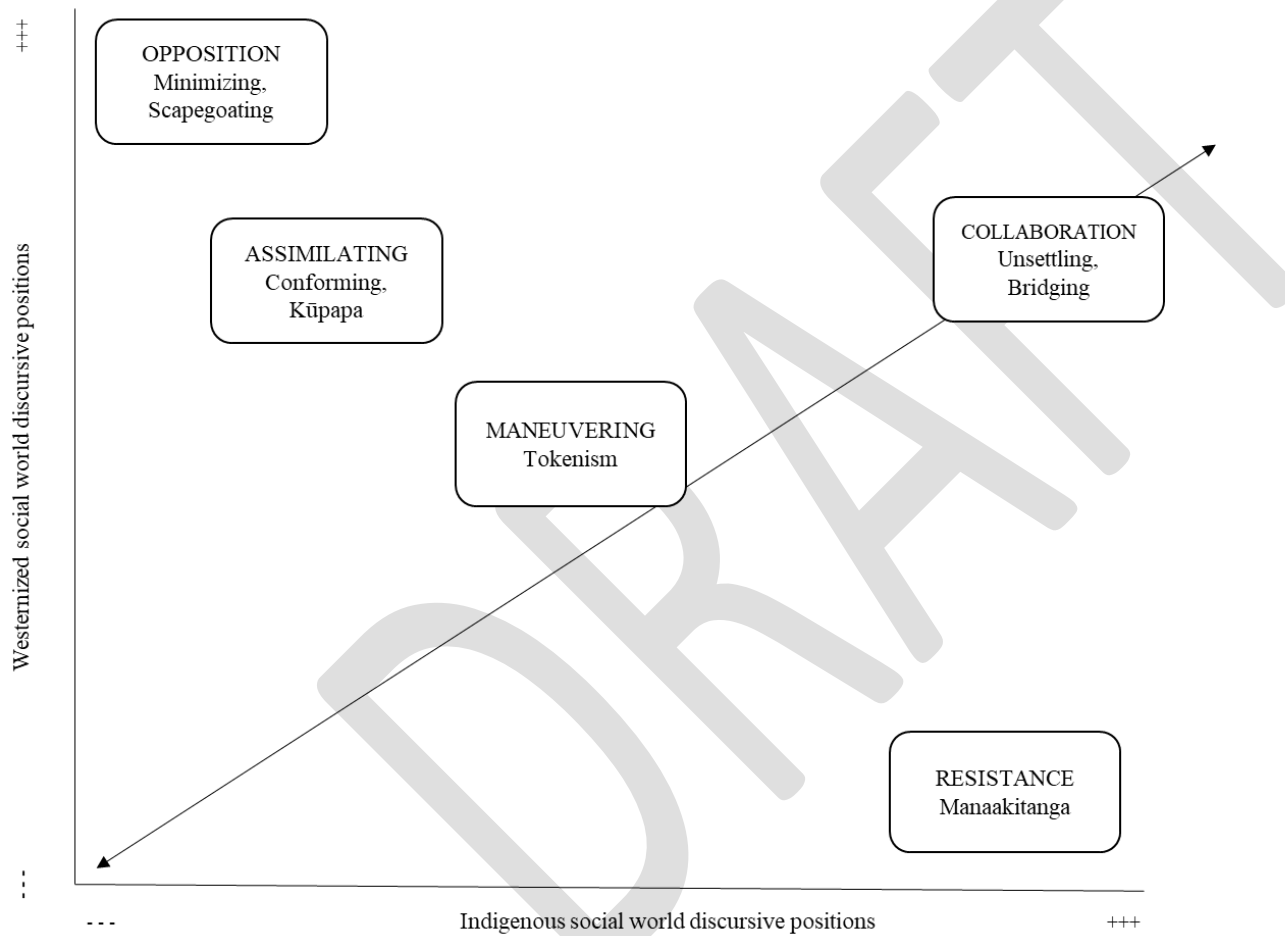 +++
OPPOSITION
Minimizing,
Scapegoating
ASSIMILATING
Conforming,
Kūpapa
COLLABORATION
Unsettling,
Bridging
MANEUVERING
Tokenism
RESISTANCE
Manaakitanga
Westernized social world discursive positions
---
- - -
Indigenous social world discursive positions
+++
DRAFT